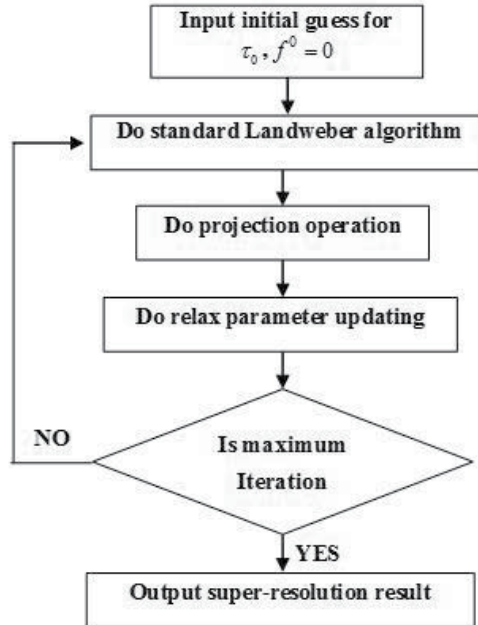 Input initial guess for
τ₀, f⁰ = 0
Do standard Landweber algorithm
Do projection operation
Do relax parameter updating
Is maximum
Iteration
NO
YES
Output super-resolution result